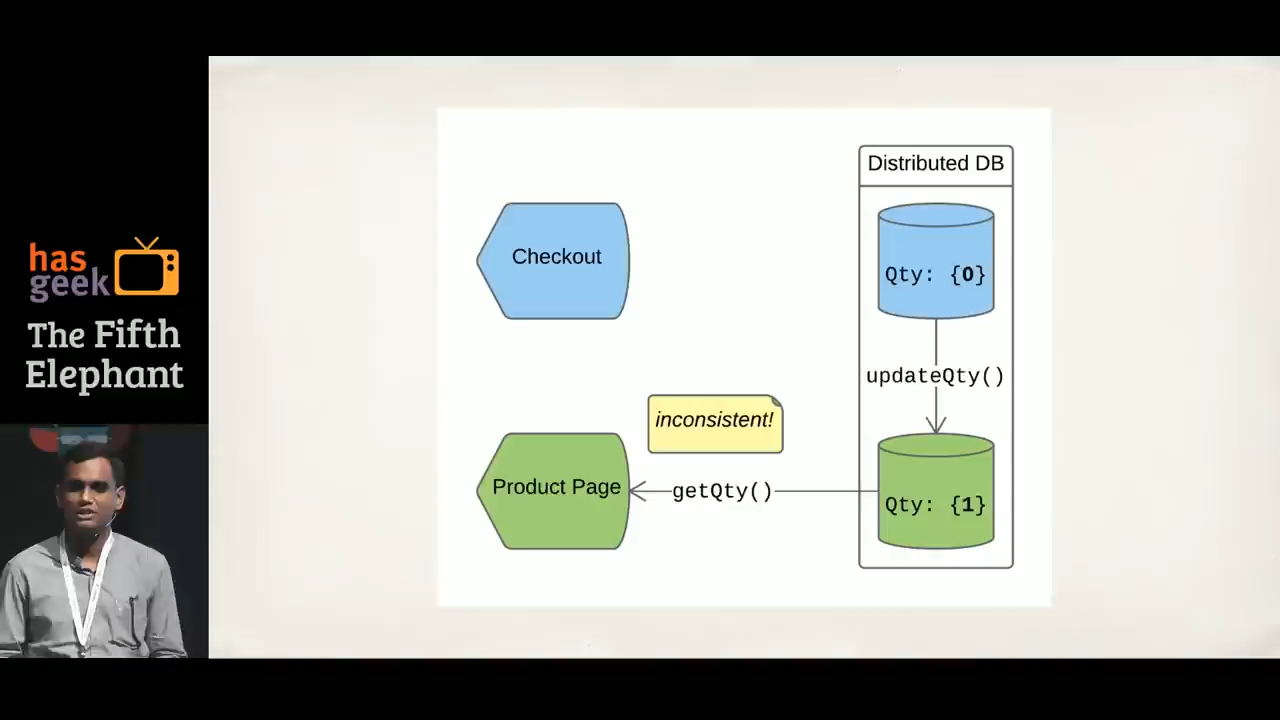 has
geek
The Fifth
Elephant
Distributed DB
Checkout
Qty: {0}
updateQty()
inconsistent!
Product Page
getQty()
Qty: {1}